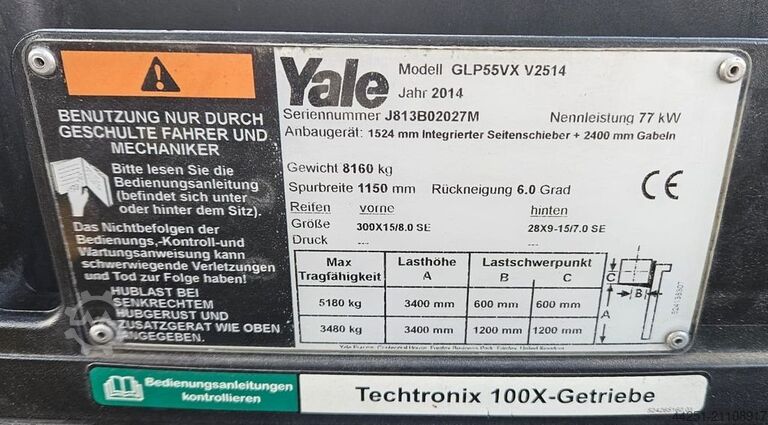 BENUTZUNG NUR DURCH
GESCHULTE FAHRER UND
MECHANIKER
Bitte lesen Sie die
Bedienungsanleitung
(befindet sich unter
oder hinter dem Sitz).
Das Nichtbefolgen der
Bedienungs,-Kontroll-und
Wartungsanweisung kann
schwerwiegende Verletzungen
und Tod zur Folge haben!
HUBLAST BEI
SENKRECHTEM
HUBGERUST UND
ZUSATZGERAT WIE OBEN
ANGEGEBEN.
Yale Modell GLP55VX V2514
Jahr 2014
Seriennummer J813B02027M Nennleistung 77 kW
Anbaugerät: 1524 mm Integrierter Seitenschieber + 2400 mm Gabeln
Gewicht 8160 kg
Spurbreite 1150 mm Rückneigung 6.0 Grad
CE
Reifen vorne hinten
Größe 300X15/8.0 SE 28X9-15/7.0 SE
Druck --- ---
Max Tragfähigkeit Lasthöhe A Lastschwerpunkt B C
5180 kg 3400 mm 600 mm 600 mm
3480 kg 3400 mm 1200 mm 1200 mm
C
B
A
Bedienungsanleitungen
kontrollieren
Techtronix 100X-Getriebe
44251-21108917